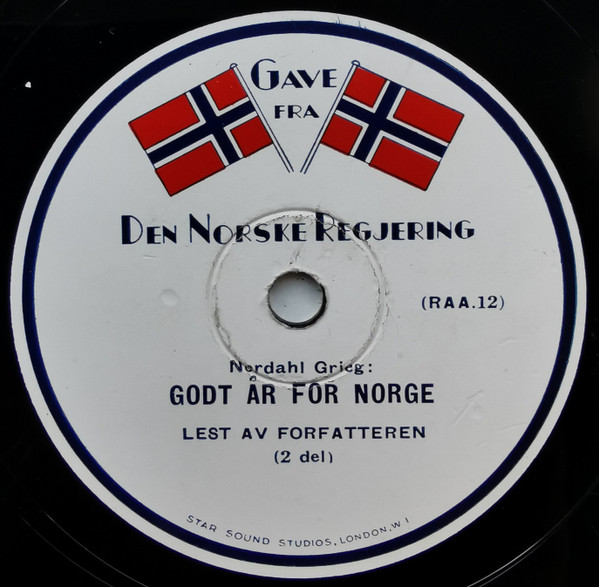 GAVE
FRA
DEN NORSKE REGJERING
(RAA.12)
Nordahl Grieg:
GODT ÅR FOR NORGE
LEST AV FORFATTEREN
(2 del)
STAR SOUND STUDIOS, LONDON, W1